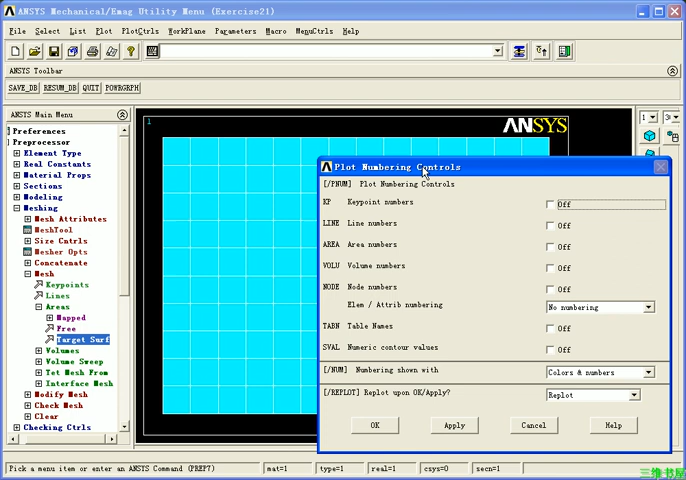 ANSYS Mechanical/Emag Utility Menu (Exercise21)
File Select List Plot PlotCtrls WorkPlane Parameters Macro MenuCtrls Help
ANSYS Toolbar
SAVE_DB RESUM_DB QUIT POWRGRPH
ANSYS Main Menu
Preferences
Preprocessor
Element Type
Real Constants
Material Props
Sections
Modeling
Meshing
Mesh Attributes
MeshTool
Size Cntrls
Mesher Opts
Concatenate
Mesh
Keypoints
Lines
Areas
Mapped
Free
Target Surf
Volumes
Volume Sweep
Tet Mesh From
Interface Mesh
Modify Mesh
Check Mesh
Clear
Checking Ctrls
1
ANSYS
1
Plot Numbering Controls
[/PNUM] Plot Numbering Controls
KP Keypoint numbers Off
LINE Line numbers Off
AREA Area numbers Off
VOLU Volume numbers Off
NODE Node numbers Off
Elem / Attrib numbering No numbering
TABN Table Names Off
SVAL Numeric contour values Off
[/NUM] Numbering shown with Colors & numbers
[/REPLOT] Replot upon OK/Apply? Replot
OK Apply Cancel Help
Pick a menu item or enter an ANSYS Command (PREP7) mat=1 type=1 real=1 csys=0 secn=1
三维书屋